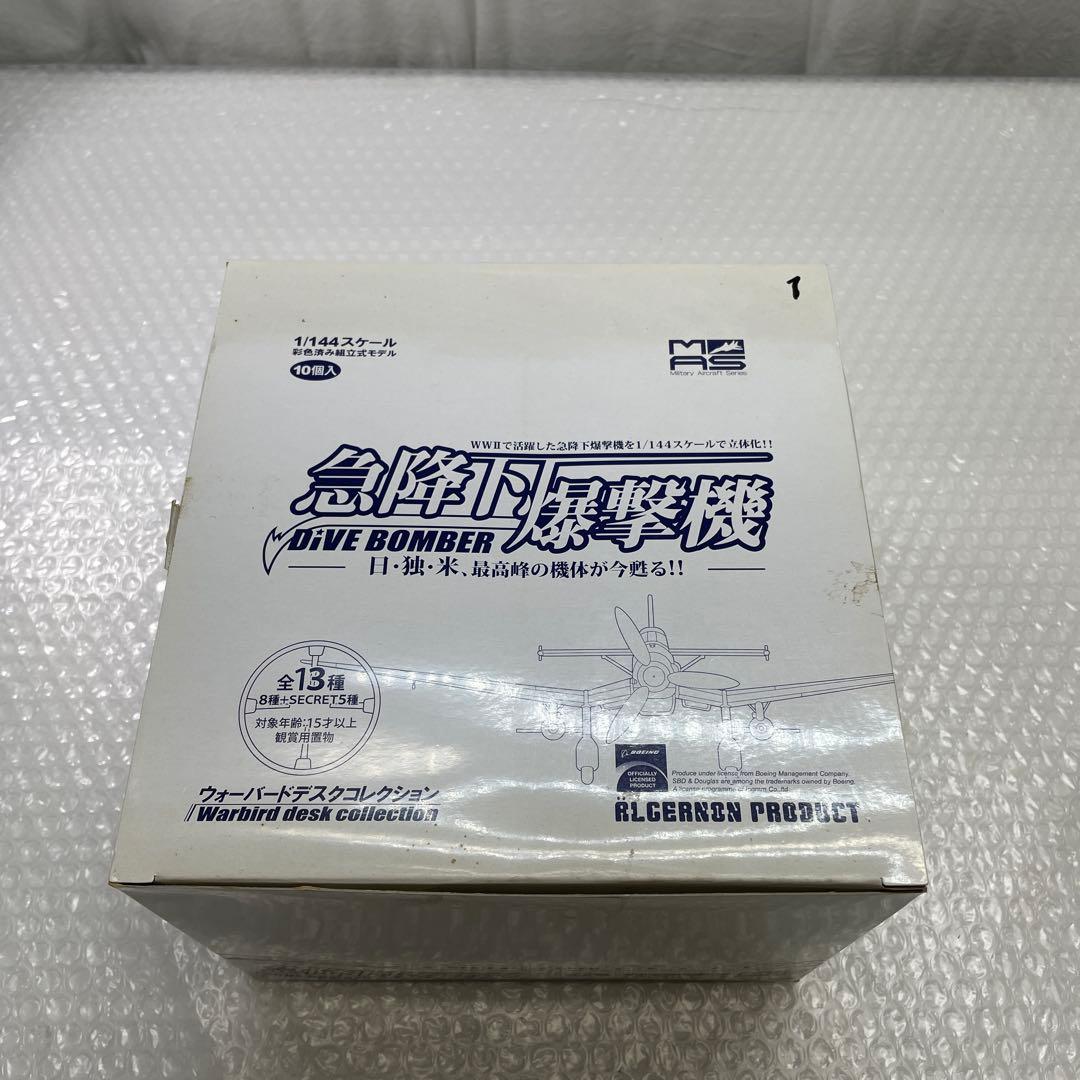 1
1/144スケール
彩色済み組立式モデル
10個入
MAS
Military Aircraft Series
WWⅡで活躍した急降下爆撃機を1/144スケールで立体化!!
急降下爆撃機
DiVE BOMBER
日・独・米、最高峰の機体が今甦る!!
全13種
8種+SECRET5種
対象年齢:15才以上
観賞用置物
BOEING
OFFICIALLY
LICENSED
PRODUCT
Produce under license from Boeing Management Company.
SBD & Douglas are among the trademarks owned by Boeing.
A license programme of
ウォーバードデスクコレクション
Warbird desk collection
ALGERNON PRODUCT